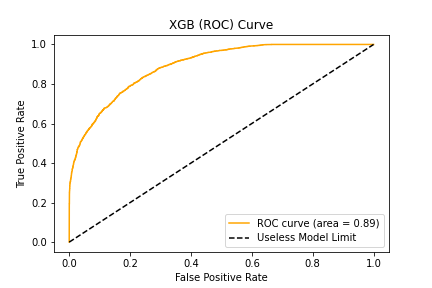 XGB (ROC) Curve
True Positive Rate
1.0
0.8
0.6
0.4
0.2
0.0
ROC curve (area = 0.89)
Useless Model Limit
0.0 0.2 0.4 0.6 0.8 1.0
False Positive Rate